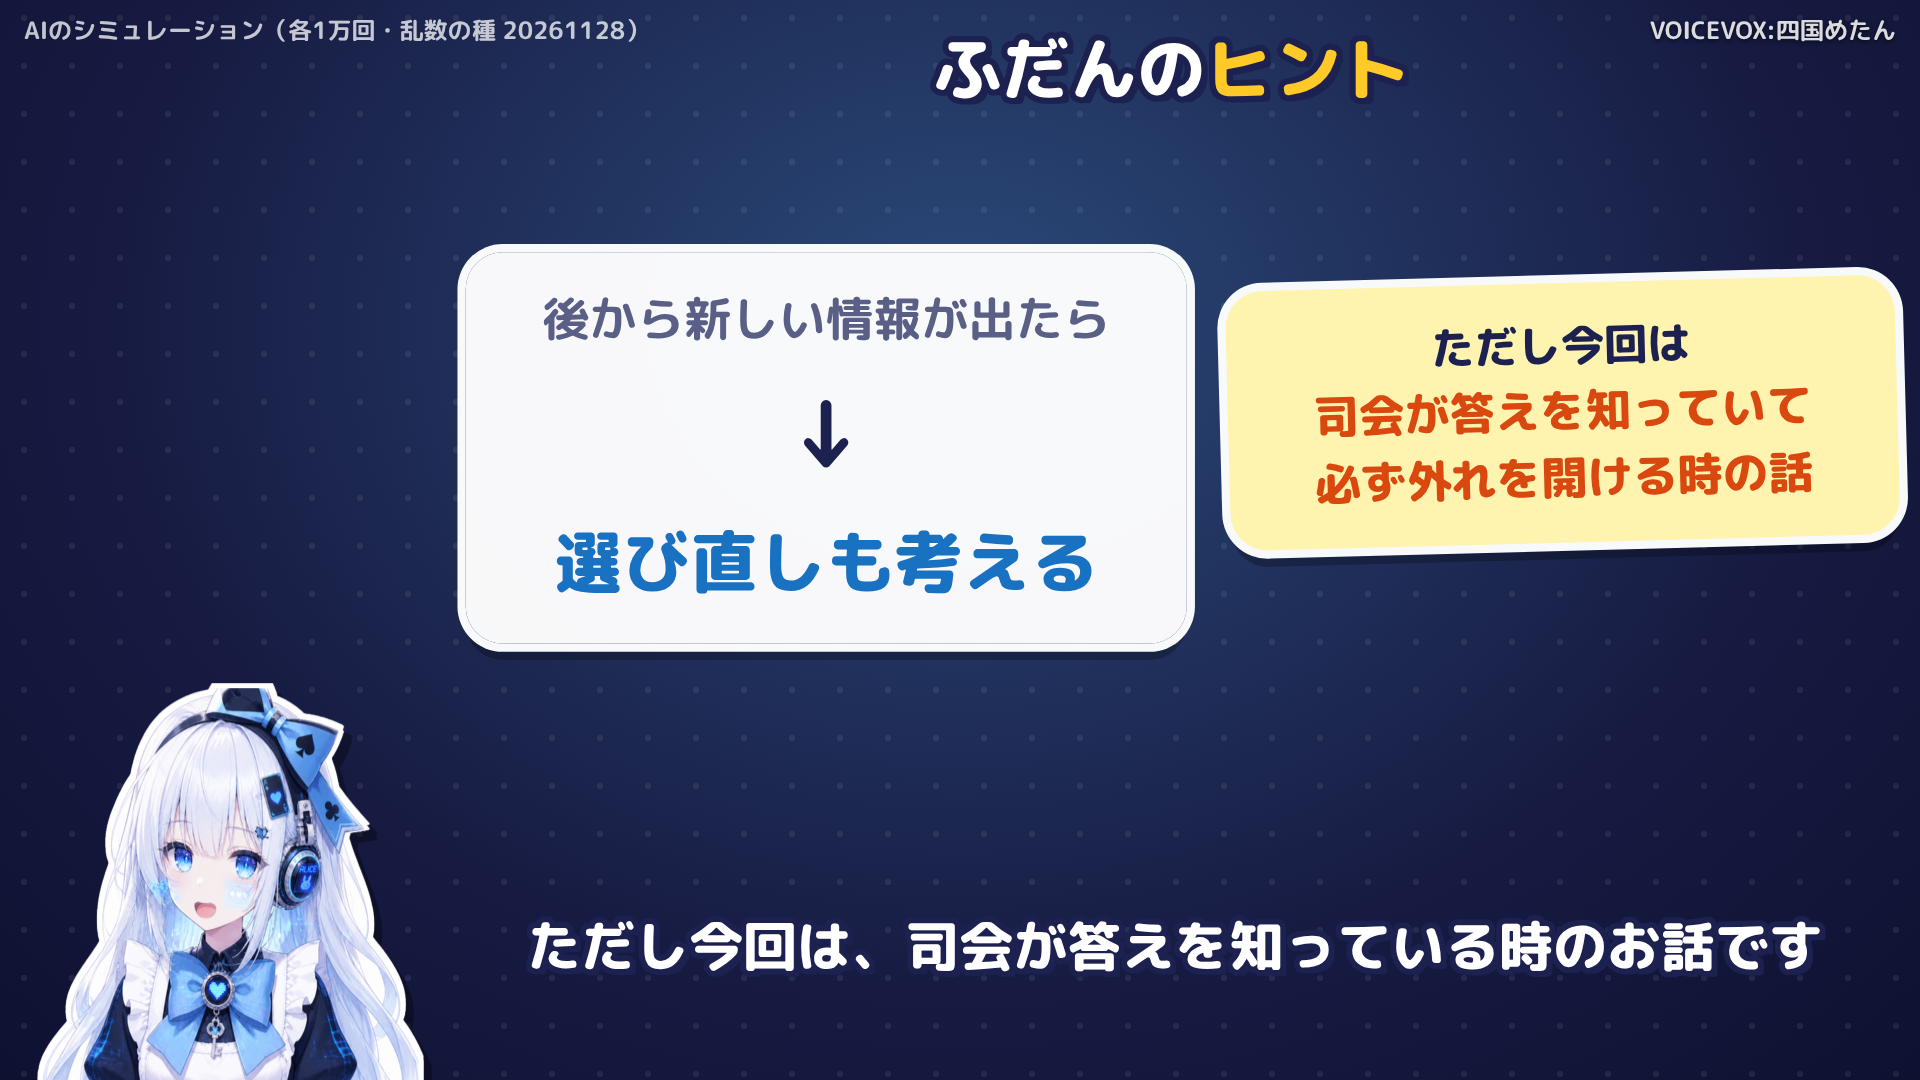 AIのシミュレーション（各1万回・乱数の種 20261128）
VOICEVOX:四国めたん
ふだんのヒント
後から新しい情報が出たら
↓
選び直しも考える
ただし今回は
司会が答えを知っていて
必ず外れを開ける時の話
ALICE
ただし今回は、司会が答えを知っている時のお話です